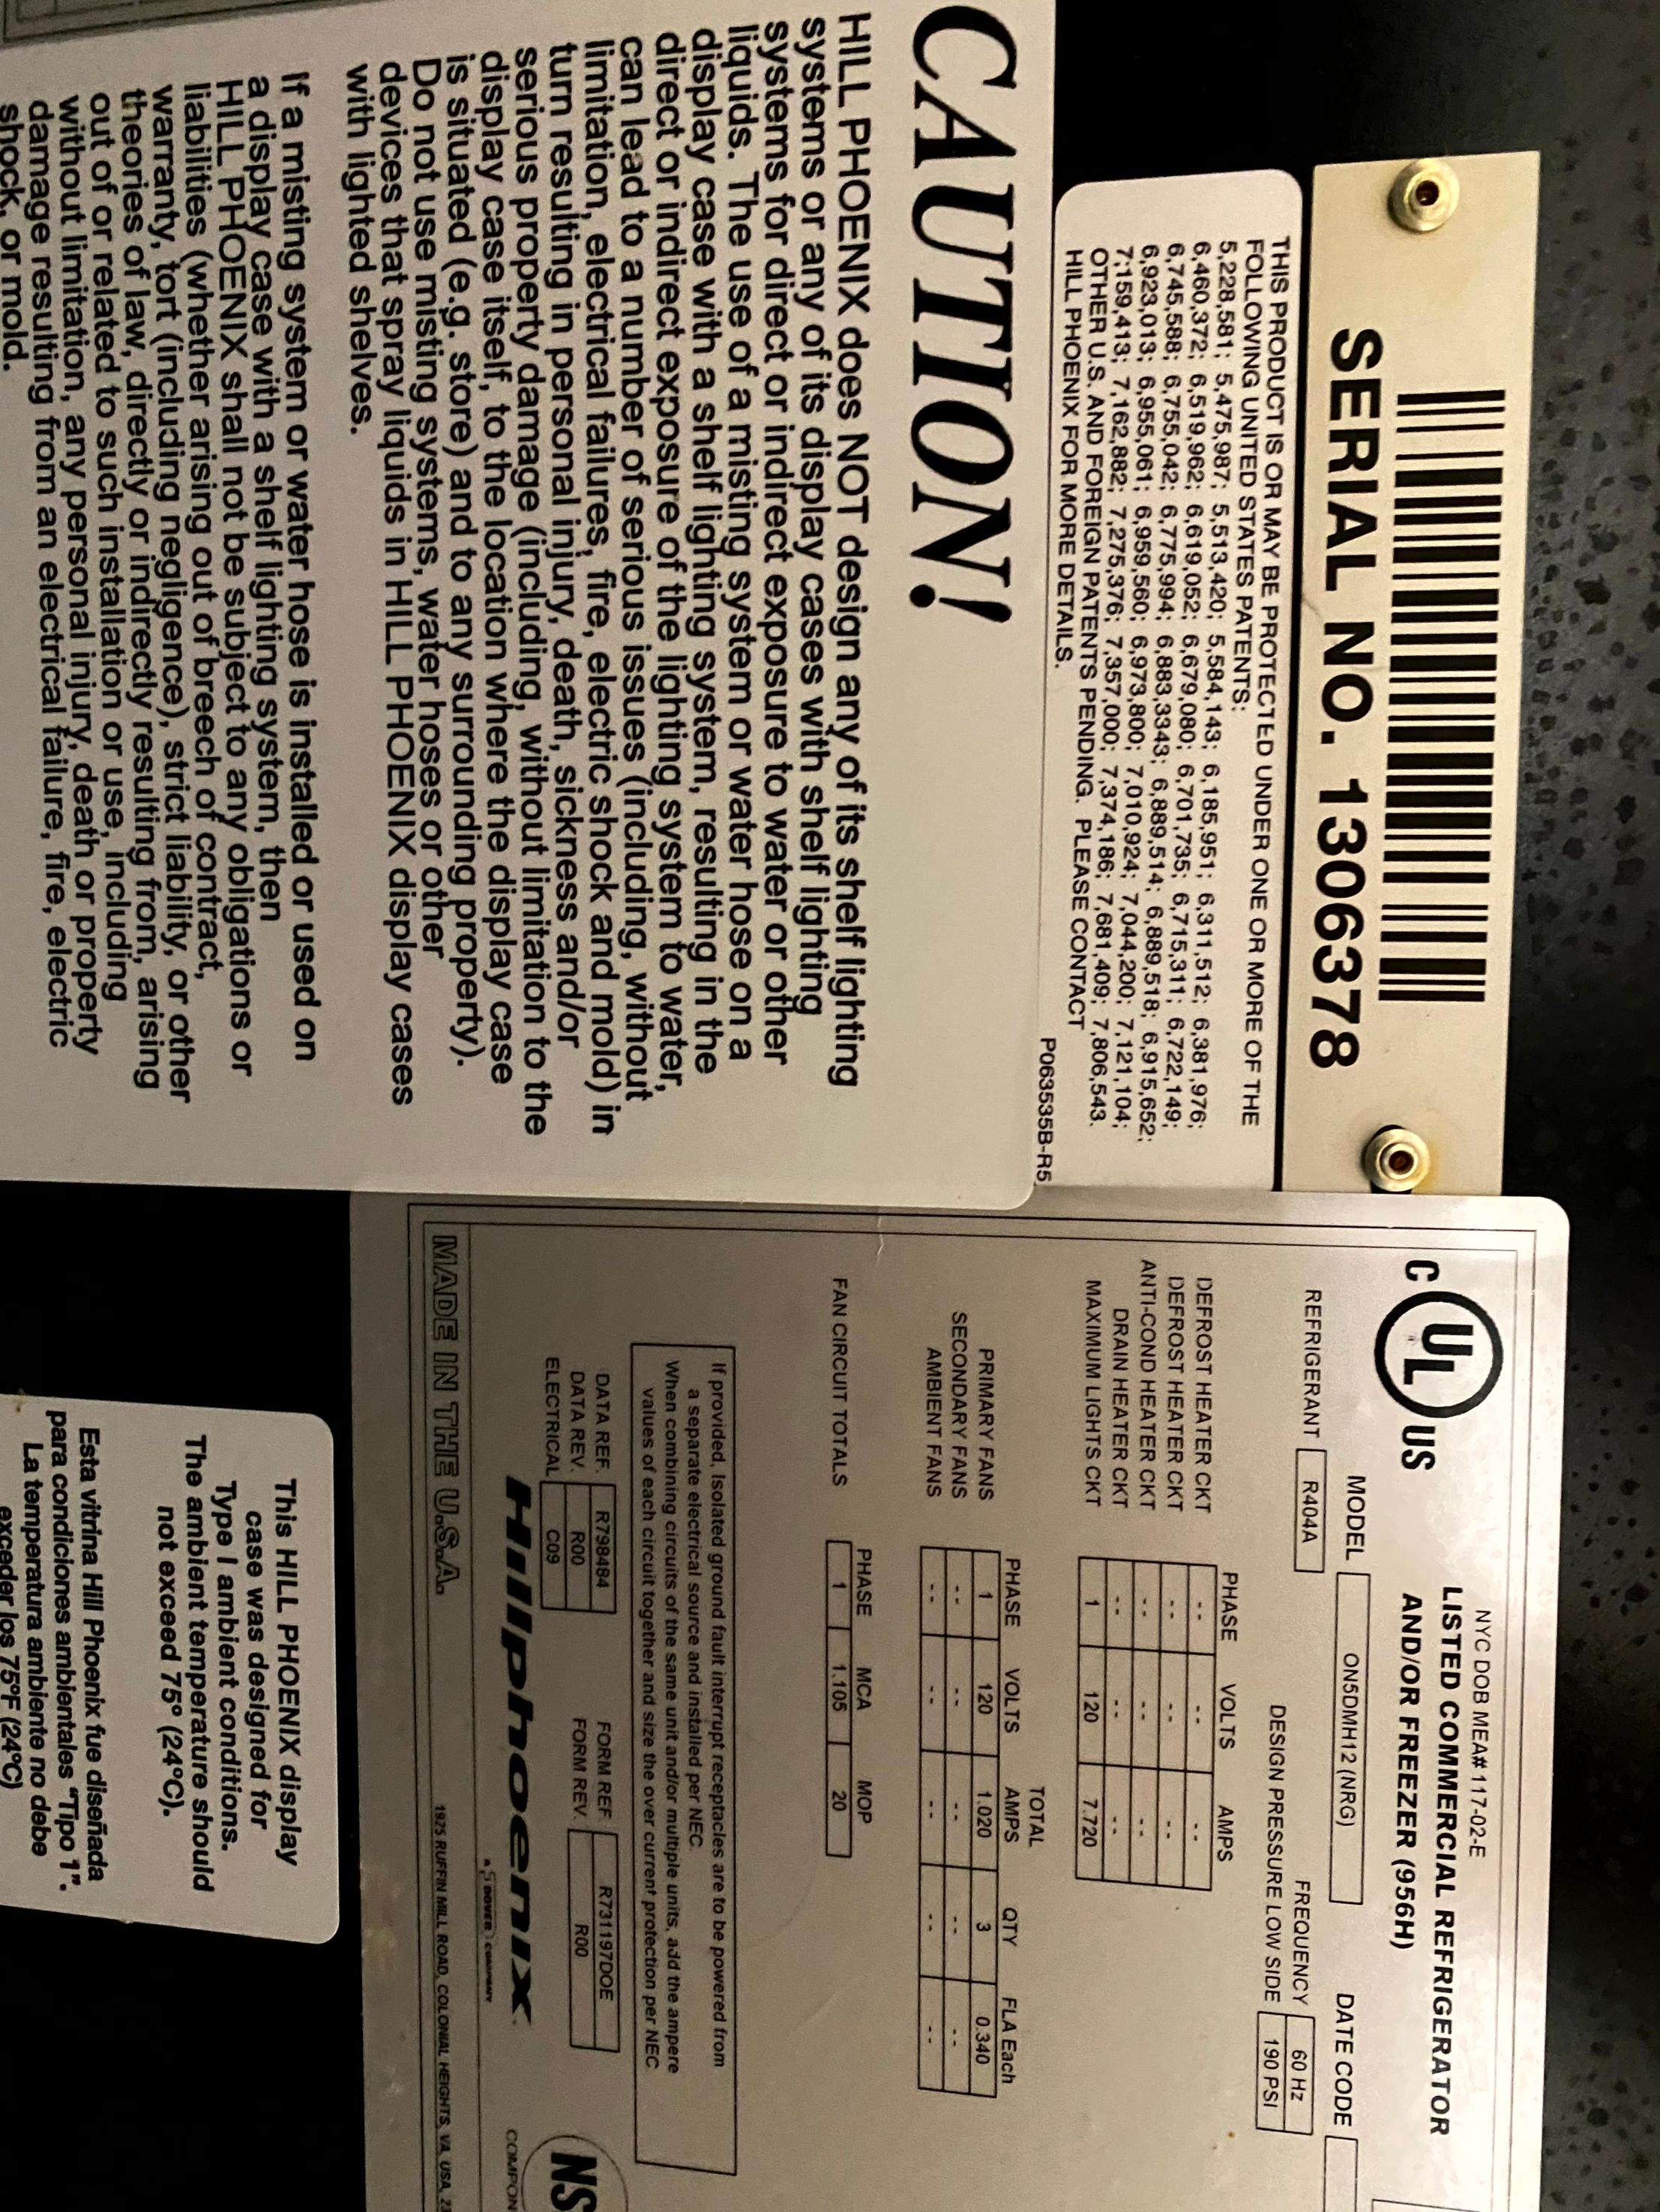 SERIAL NO. 1306378
THIS PRODUCT IS OR MAY BE PROTECTED UNDER ONE OR MORE OF THE
FOLLOWING UNITED STATES PATENTS:
5,228,581; 5,475,987; 5,513,420; 5,584,143; 6,185,951; 6,311,512; 6,381,976;
6,460,372; 6,519,962; 6,619,052; 6,679,080; 6,701,735; 6,715,311; 6,722,149;
6,745,588; 6,755,042; 6,775,994; 6,883,3343; 6,889,514; 6,889,518; 6,915,652;
6,923,013; 6,955,061; 6,959,560; 6,973,800; 7,010,924; 7,044,200; 7,121,104;
7;159,413; 7,162,882; 7,275,376; 7,357,000; 7,374,186; 7,681,409; 7,806,543.
OTHER U.S. AND FOREIGN PATENTS PENDING. PLEASE CONTACT
HILL PHOENIX FOR MORE DETAILS.
P063535B-R5
CAUTION!
HILL PHOENIX does NOT design any of its shelf lighting
systems or any of its display cases with shelf lighting
systems for direct or indirect exposure to water or other
liquids. The use of a misting system or water hose on a
display case with a shelf lighting system, resulting in the
direct or indirect exposure of the lighting system to water,
can lead to a number of serious issues (including, without
limitation, electrical failures, fire, electric shock and mold) in
turn resulting in personal injury, death, sickness and/or
serious property damage (including, without limitation to the
display case itself, to the location where the display case
is situated (e.g. store) and to any surrounding property).
Do not use misting systems, water hoses or other
devices that spray liquids in HILL PHOENIX display cases
with lighted shelves.
If a misting system or water hose is installed or used on
a display case with a shelf lighting system, then
HILL PHOENIX shall not be subject to any obligations or
liabilities (whether arising out of breech of contract,
warranty, tort (including negligence), strict liability, or other
theories of law, directly or indirectly resulting from, arising
out of or related to such installation or use, including
without limitation, any personal injury, death or property
damage resulting from an electrical failure, fire, electric
shock, or mold.
NYC DOB MEA# 117-02-E
C UL US LISTED COMMERCIAL REFRIGERATOR
AND/OR FREEZER (956H)
MODEL ON5DMH12 (NRG) DATE CODE
REFRIGERANT R404A FREQUENCY 60 Hz
DESIGN PRESSURE LOW SIDE 190 PSI
PHASE VOLTS AMPS
DEFROST HEATER CKT -- -- --
DEFROST HEATER CKT -- -- --
ANTI-COND HEATER CKT -- -- --
DRAIN HEATER CKT -- -- --
MAXIMUM LIGHTS CKT 1 120 7.720
TOTAL
PHASE VOLTS AMPS QTY FLA Each
PRIMARY FANS 1 120 1.020 3 0.340
SECONDARY FANS -- -- -- -- --
AMBIENT FANS -- -- -- -- --
PHASE MCA MOP
FAN CIRCUIT TOTALS 1 1.105 20
If provided, Isolated ground fault interrupt receptacles are to be powered from
a separate electrical source and installed per NEC.
When combining circuits of the same unit and/or multiple units, add the ampere
values of each circuit together and size the over current protection per NEC
DATA REF. R798484 FORM REF R731197DOE
DATA REV. R00 FORM REV. R00
ELECTRICAL C09
Hillphoenix
a DOVER company
NS
COMPON
MADE IN THE U.S.A. 1925 RUFFIN MILL ROAD, COLONIAL HEIGHTS, VA, USA, 23
This HILL PHOENIX display
case was designed for
Type I ambient conditions.
The ambient temperature should
not exceed 75° (24°C).
Esta vitrina Hill Phoenix fue diseñada
para condiciones ambientales "Tipo 1".
La temperatura ambiente no debe
exceder los 75°F (24°C)